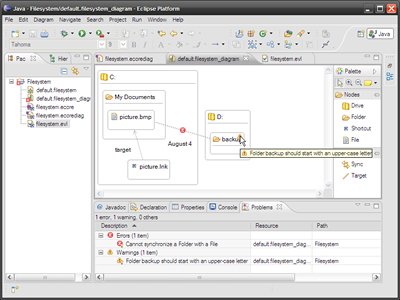 Java - Filesystem/default.filesystem_diagram - Eclipse Platform
File Edit Diagram Navigate Search Project Run Window Help
Tahoma
Java
Pac
Hier
filesystem.ecorediag
default.filesystem_diagram
filesystem.evl
Filesystem
default.filesystem
default.filesystem_diag
filesystem.ecore
filesystem.ecorediag
filesystem.evl
C:
My Documents
picture.bmp
target
picture.lnk
August 4
D:
backup
Folder backup should start with an upper-case letter
Palette
Nodes
Drive
Folder
Shortcut
File
Sync
Target
Javadoc Declaration Properties Console Problems
1 error, 1 warning, 0 others
Description Resource Path
Errors (1 item)
Cannot synchronize a Folder with a File default.filesystem_diag... Filesystem
Warnings (1 item)
Folder backup should start with an upper-case letter default.filesystem_diag... Filesystem